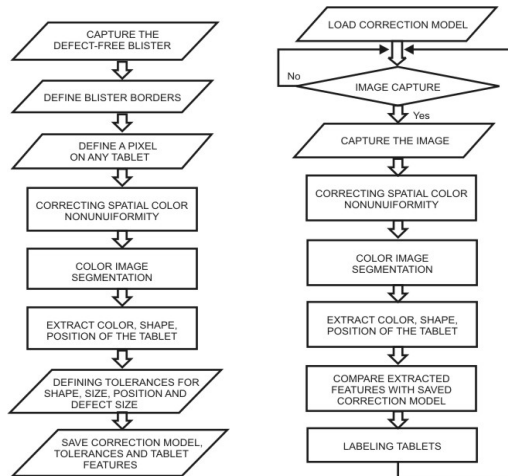 CAPTURE THE
DEFECT-FREE BLISTER
DEFINE BLISTER BORDERS
DEFINE A PIXEL
ON ANY TABLET
CORRECTING SPATIAL COLOR
NONUNUIFORMITY
COLOR IMAGE
SEGMENTATION
EXTRACT COLOR, SHAPE,
POSITION OF THE TABLET
DEFINING TOLERANCES FOR
SHAPE, SIZE, POSITION AND
DEFECT SIZE
SAVE CORRECTION MODEL,
TOLERANCES AND TABLET
FEATURES
LOAD CORRECTION MODEL
No
IMAGE CAPTURE
Yes
CAPTURE THE IMAGE
CORRECTING SPATIAL COLOR
NONUNUIFORMITY
COLOR IMAGE
SEGMENTATION
EXTRACT COLOR, SHAPE,
POSITION OF THE TABLET
COMPARE EXTRACTED
FEATURES WITH SAVED
CORRECTION MODEL
LABELING TABLETS